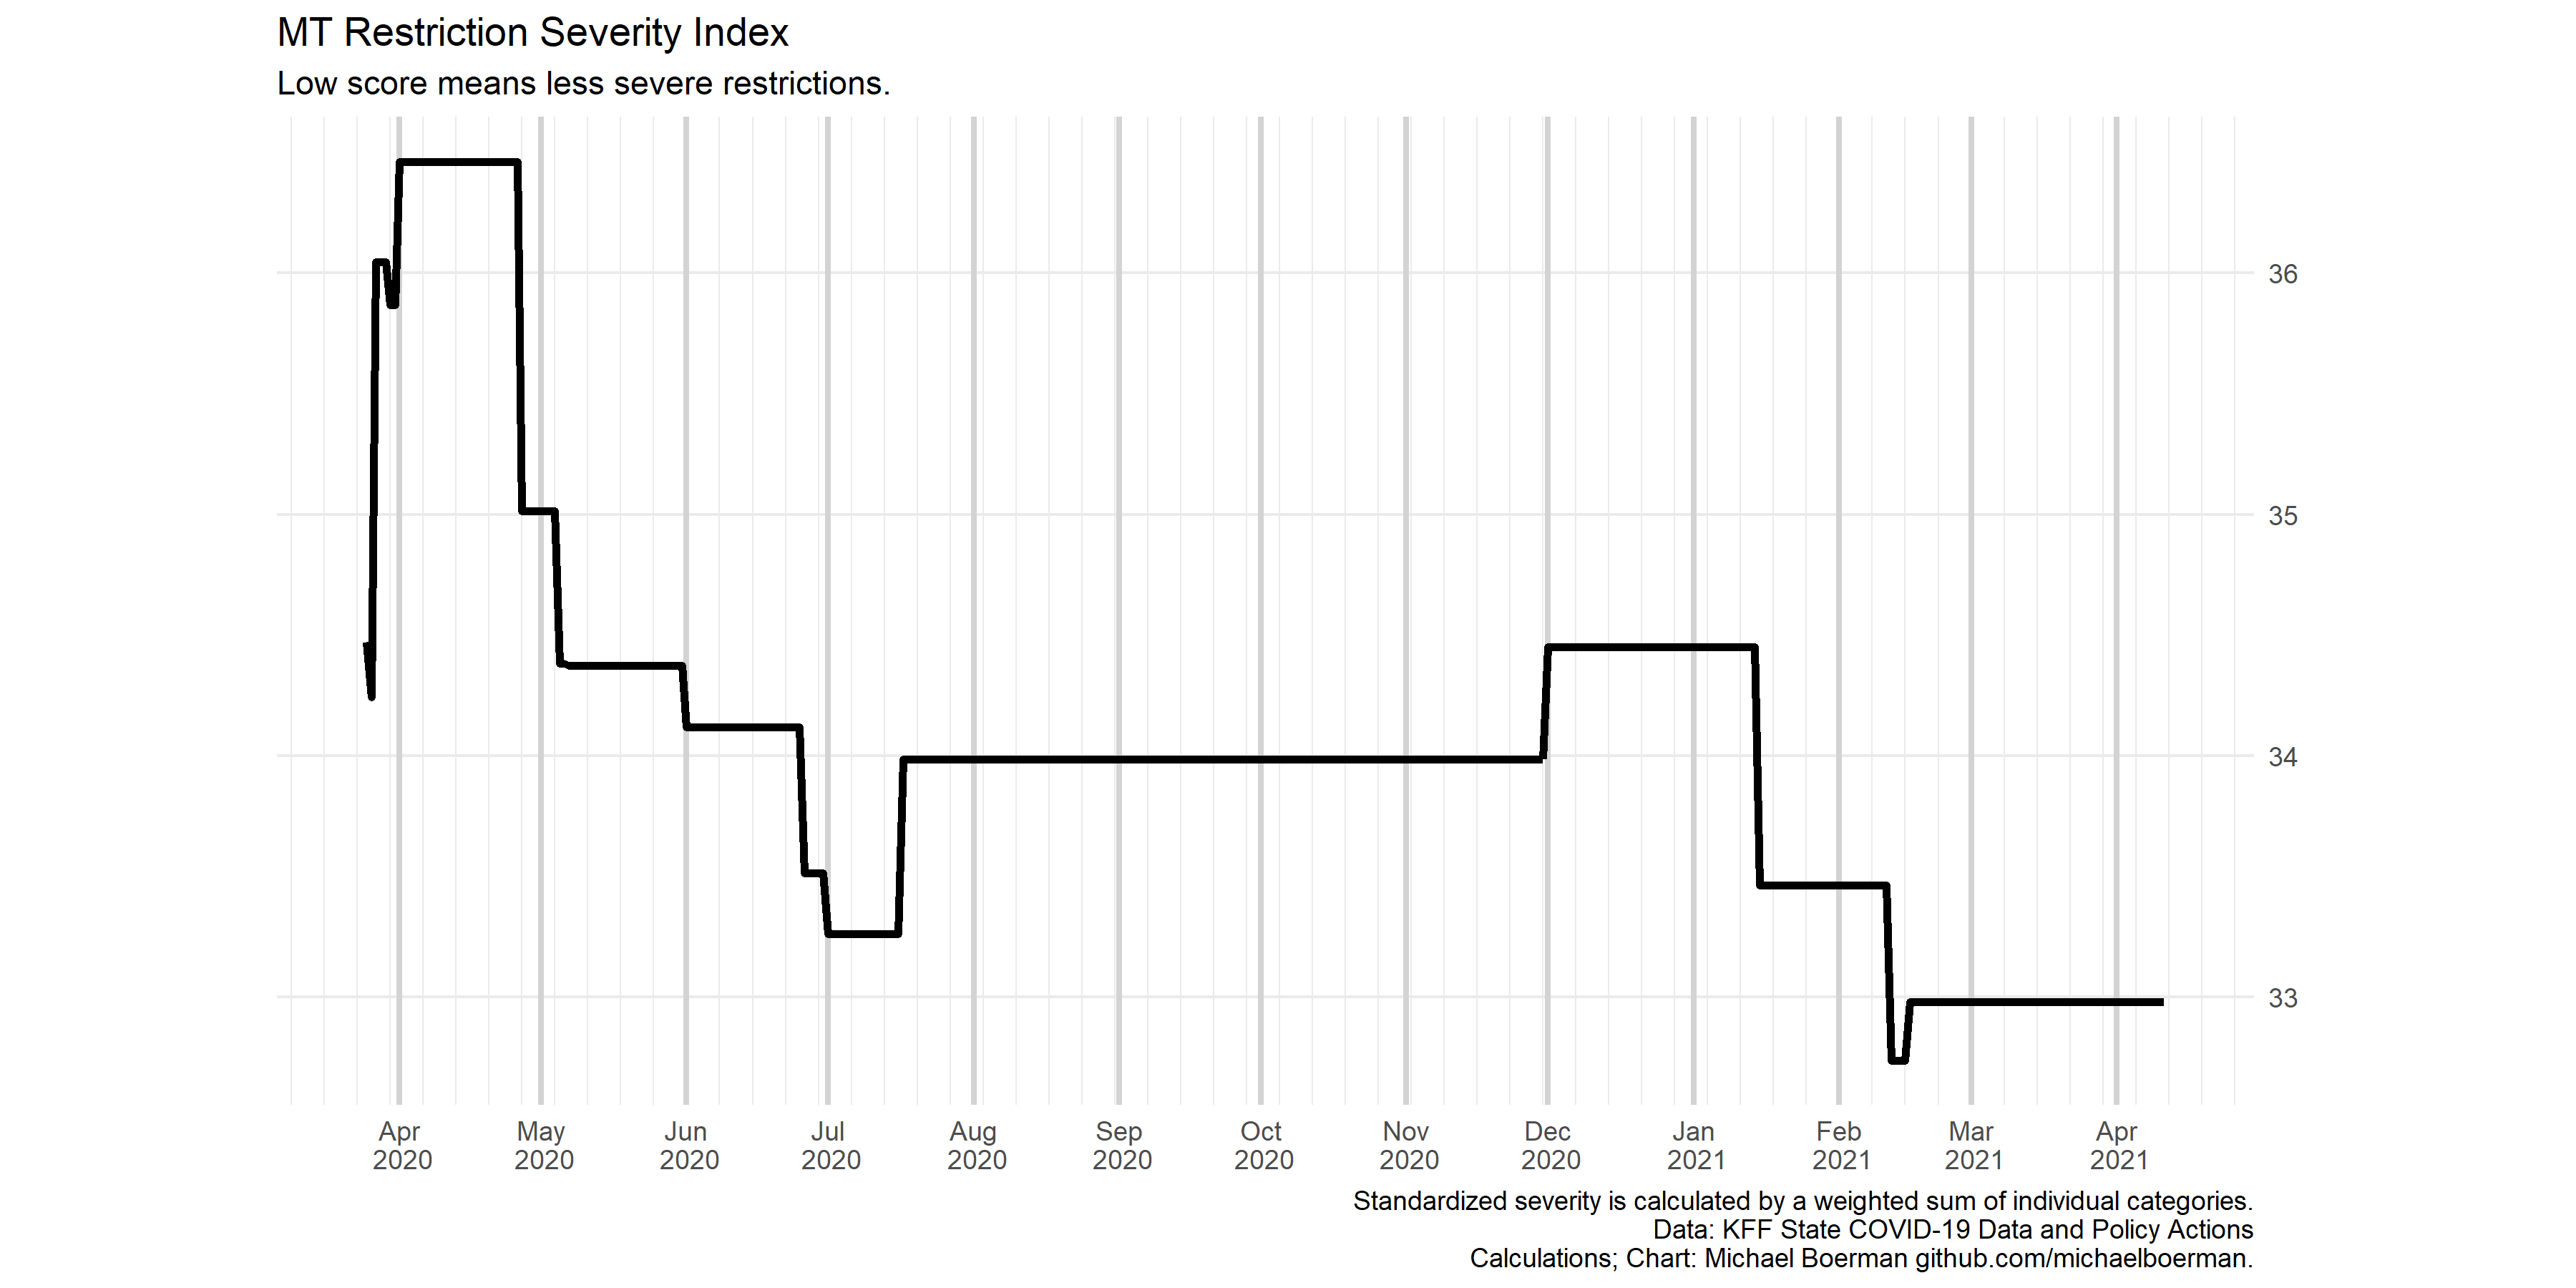 MT Restriction Severity Index
Low score means less severe restrictions.
36
35
34
33
Apr 2020
May 2020
Jun 2020
Jul 2020
Aug 2020
Sep 2020
Oct 2020
Nov 2020
Dec 2020
Jan 2021
Feb 2021
Mar 2021
Apr 2021
Standardized severity is calculated by a weighted sum of individual categories.
Data: KFF State COVID-19 Data and Policy Actions
Calculations; Chart: Michael Boerman github.com/michaelboerman.